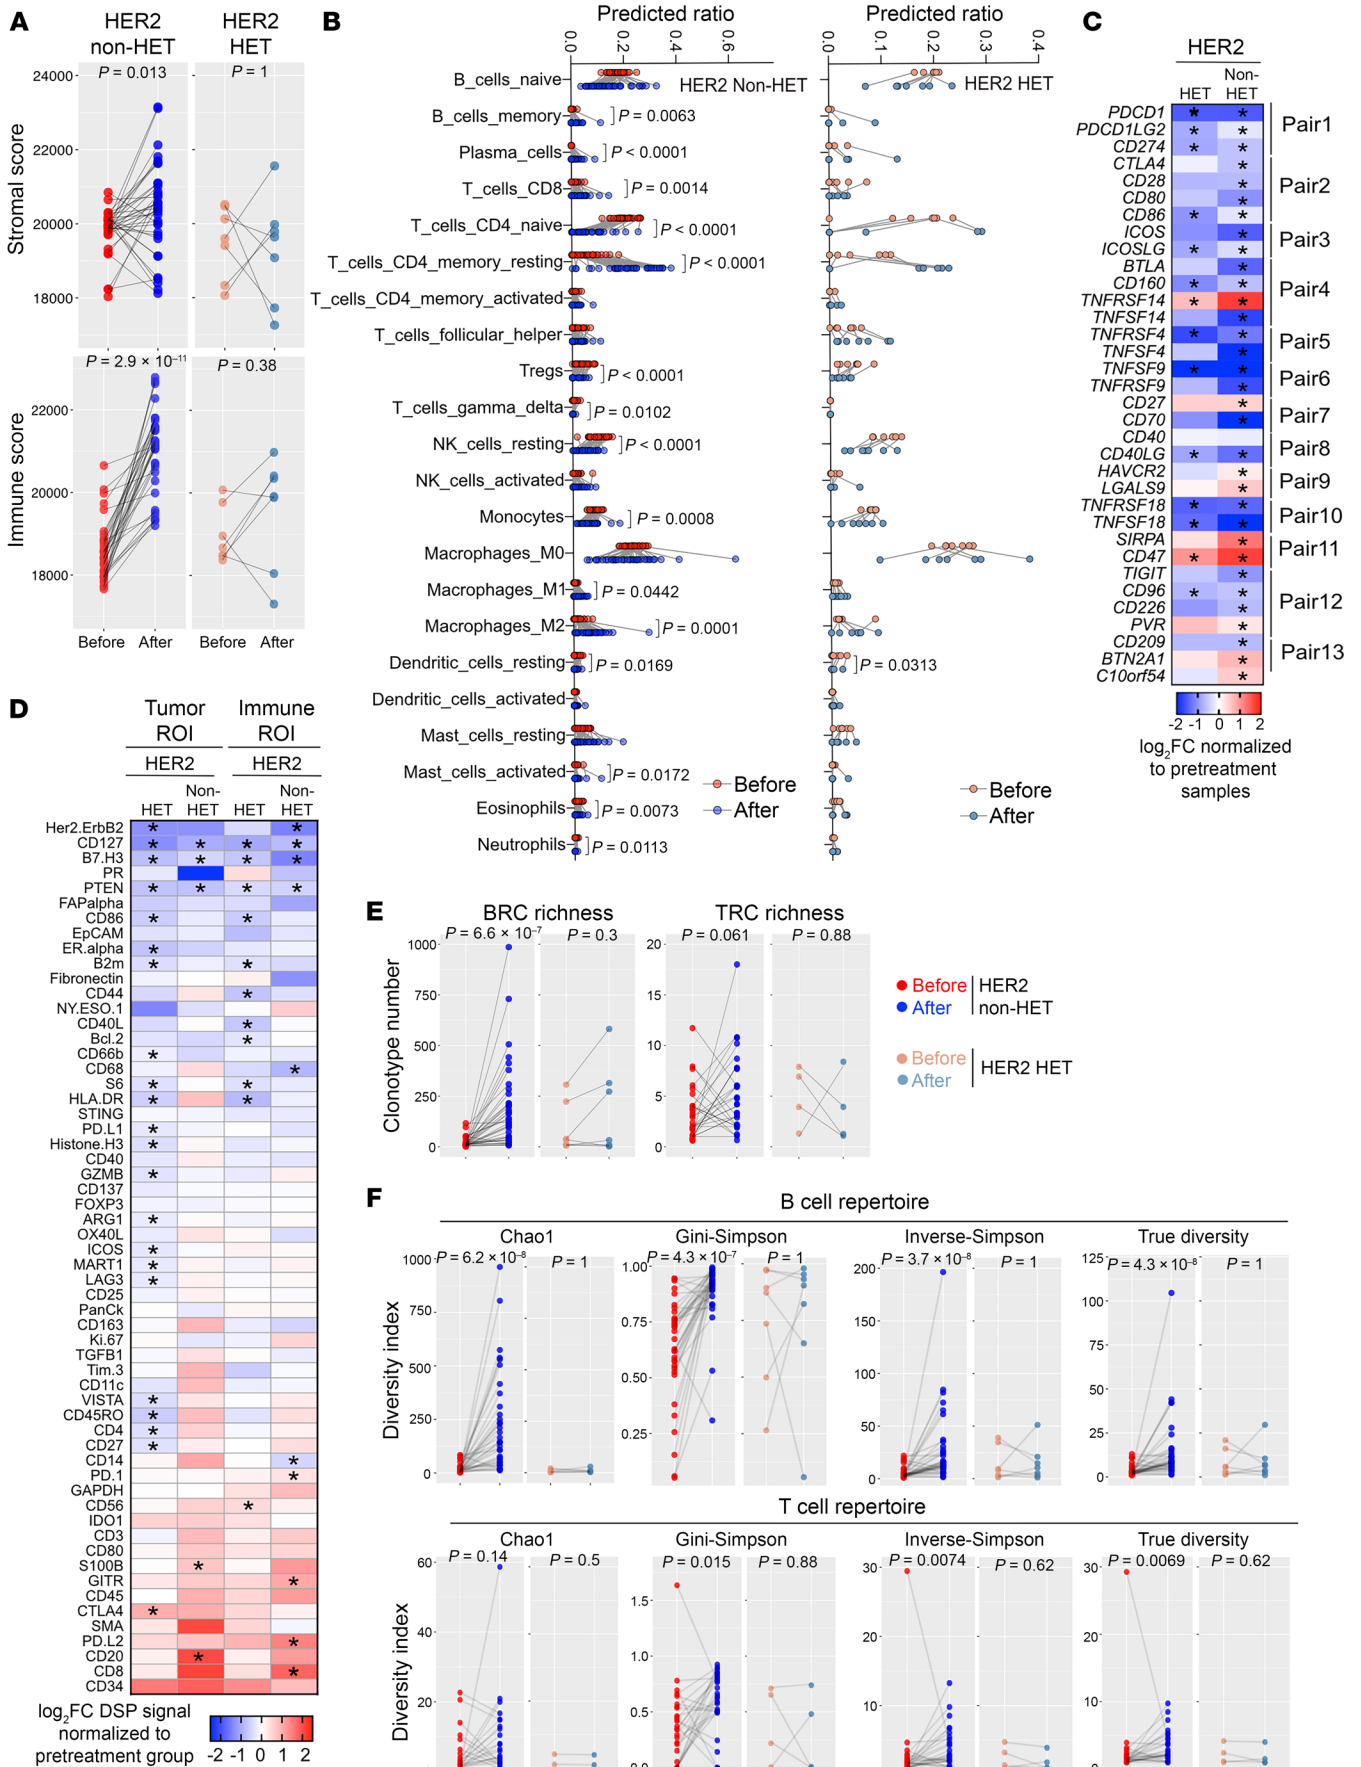 A
HER2 non-HET
HER2 HET
P = 0.013
P = 1
24000
22000
20000
18000
Stromal score
P = 2.9 × 10⁻¹¹
P = 0.38
22000
20000
18000
Immune score
Before After Before After
B
Predicted ratio
Predicted ratio
0.0 0.2 0.4 0.6
0.0 0.1 0.2 0.3 0.4
HER2 Non-HET
HER2 HET
B_cells_naive
B_cells_memory P = 0.0063
Plasma_cells P < 0.0001
T_cells_CD8 P = 0.0014
T_cells_CD4_naive P < 0.0001
T_cells_CD4_memory_resting P < 0.0001
T_cells_CD4_memory_activated
T_cells_follicular_helper
Tregs P < 0.0001
T_cells_gamma_delta P = 0.0102
NK_cells_resting P < 0.0001
NK_cells_activated
Monocytes P = 0.0008
Macrophages_M0
Macrophages_M1 P = 0.0442
Macrophages_M2 P = 0.0001
Dendritic_cells_resting P = 0.0169 P = 0.0313
Dendritic_cells_activated
Mast_cells_resting
Mast_cells_activated P = 0.0172
Eosinophils P = 0.0073
Neutrophils P = 0.0113
Before
After
Before
After
C
HER2
HET
Non-HET
PDCD1 * *
PDCD1LG2 * *
CD274 * *
CTLA4 *
CD28 *
CD80 *
CD86 * *
ICOS *
ICOSLG * *
BTLA *
CD160 * *
TNFRSF14 * *
TNFSF14 *
TNFRSF4 * *
TNFSF4 *
TNFSF9 * *
TNFRSF9 *
CD27 *
CD70 *
CD40
CD40LG * *
HAVCR2 *
LGALS9 *
TNFRSF18 * *
TNFSF18 * *
SIRPA *
CD47 * *
TIGIT *
CD96 * *
CD226 *
PVR *
CD209 *
BTN2A1 *
C10orf54 *
Pair1
Pair2
Pair3
Pair4
Pair5
Pair6
Pair7
Pair8
Pair9
Pair10
Pair11
Pair12
Pair13
-2 -1 0 1 2
log₂FC normalized
to pretreatment
samples
D
Tumor ROI
Immune ROI
HER2 HER2
HET Non-HET HET Non-HET
Her2.ErbB2 * *
CD127 * * * *
B7.H3 * * * *
PR
PTEN * * * *
FAPalpha
CD86 * *
EpCAM
ER.alpha *
B2m * *
Fibronectin
CD44 *
NY.ESO.1
CD40L *
Bcl.2 *
CD66b *
CD68 *
S6 * *
HLA.DR * *
STING
PD.L1 *
Histone.H3 *
CD40
GZMB *
CD137
FOXP3
ARG1 *
OX40L
ICOS *
MART1 *
LAG3 *
CD25
PanCk
CD163
Ki.67
TGFB1
Tim.3
CD11c
VISTA *
CD45RO *
CD4 *
CD27 *
CD14 *
PD.1 *
GAPDH
CD56 *
IDO1
CD3
CD80
S100B *
GITR *
CD45
CTLA4 *
SMA
PD.L2 *
CD20 *
CD8 *
CD34
log₂FC DSP signal
normalized to
pretreatment group
-2 -1 0 1 2
E
BRC richness
TRC richness
P = 6.6 × 10⁻⁷
P = 0.3
P = 0.061
P = 0.88
1000
750
500
250
0
20
15
10
5
0
Clonotype number
Before
After
HER2 non-HET
Before
After
HER2 HET
F
B cell repertoire
Chao1
Gini-Simpson
Inverse-Simpson
True diversity
P = 6.2 × 10⁻⁸
P = 1
P = 4.3 × 10⁻⁷
P = 1
P = 3.7 × 10⁻⁸
P = 1
P = 4.3 × 10⁻⁸
P = 1
1000
750
500
250
0
1.00
0.75
0.50
0.25
200
150
100
50
0
125
100
75
50
25
0
Diversity index
T cell repertoire
Chao1
Gini-Simpson
Inverse-Simpson
True diversity
P = 0.14
P = 0.5
P = 0.015
P = 0.88
P = 0.0074
P = 0.62
P = 0.0069
P = 0.62
60
40
20
1.5
1.0
0.5
0.0
30
20
10
30
20
10
0
Diversity index